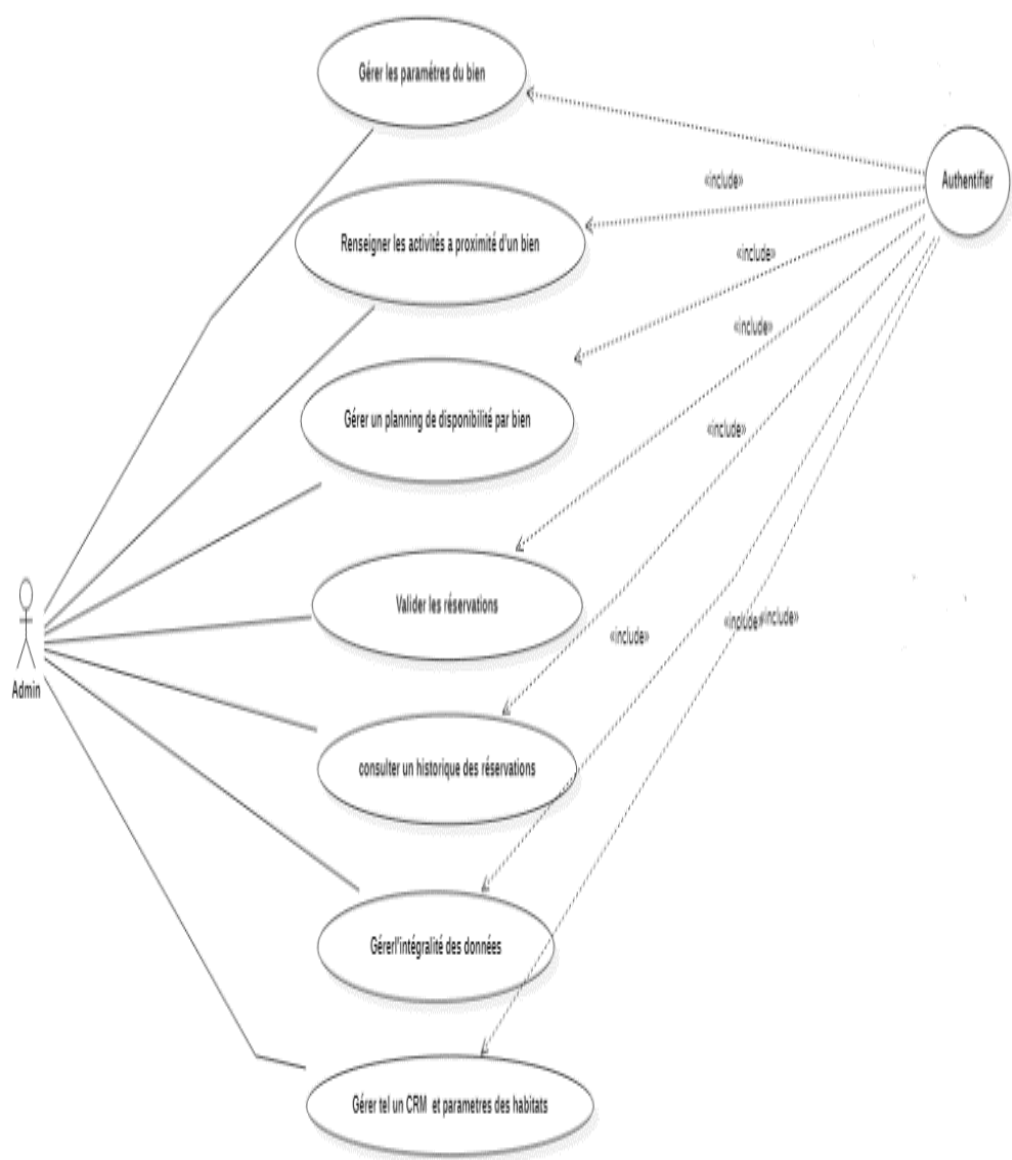 Gérer les paramétres du bien
Authentifier
«include»
Renseigner les activités a proximité d'un bien
«include»
«include»
Gérer un planning de disponibilité par bien
«include»
Valider les réservations
«include»
«include»
«include»
Admin
consulter un historique des réservations
Gérerl'intégralité des données
Gérer tel un CRM et parametres des habitats